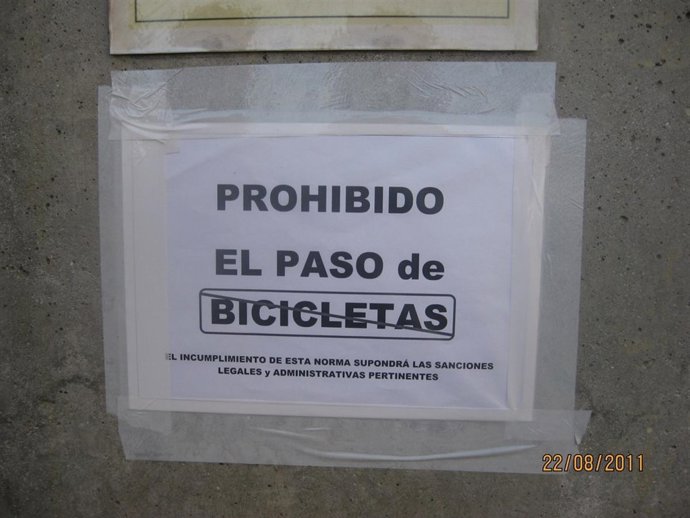 PROHIBIDO
EL PASO de
BICICLETAS
EL INCUMPLIMIENTO DE ESTA NORMA SUPONDRÁ LAS SANCIONES
LEGALES y ADMINISTRATIVAS PERTINENTES
22/08/2011